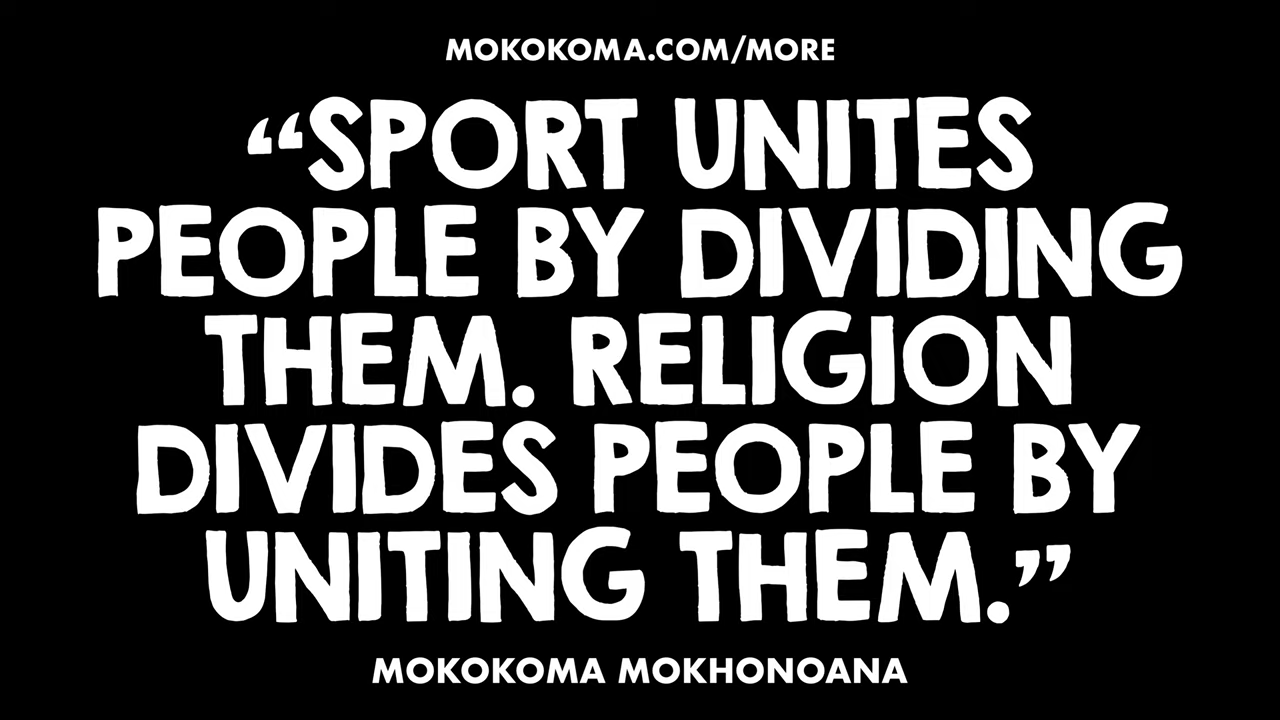 MOKOKOMA.COM/MORE
“SPORT UNITES
PEOPLE BY DIVIDING
THEM. RELIGION
DIVIDES PEOPLE BY
UNITING THEM.”
MOKOKOMA MOKHONOANA